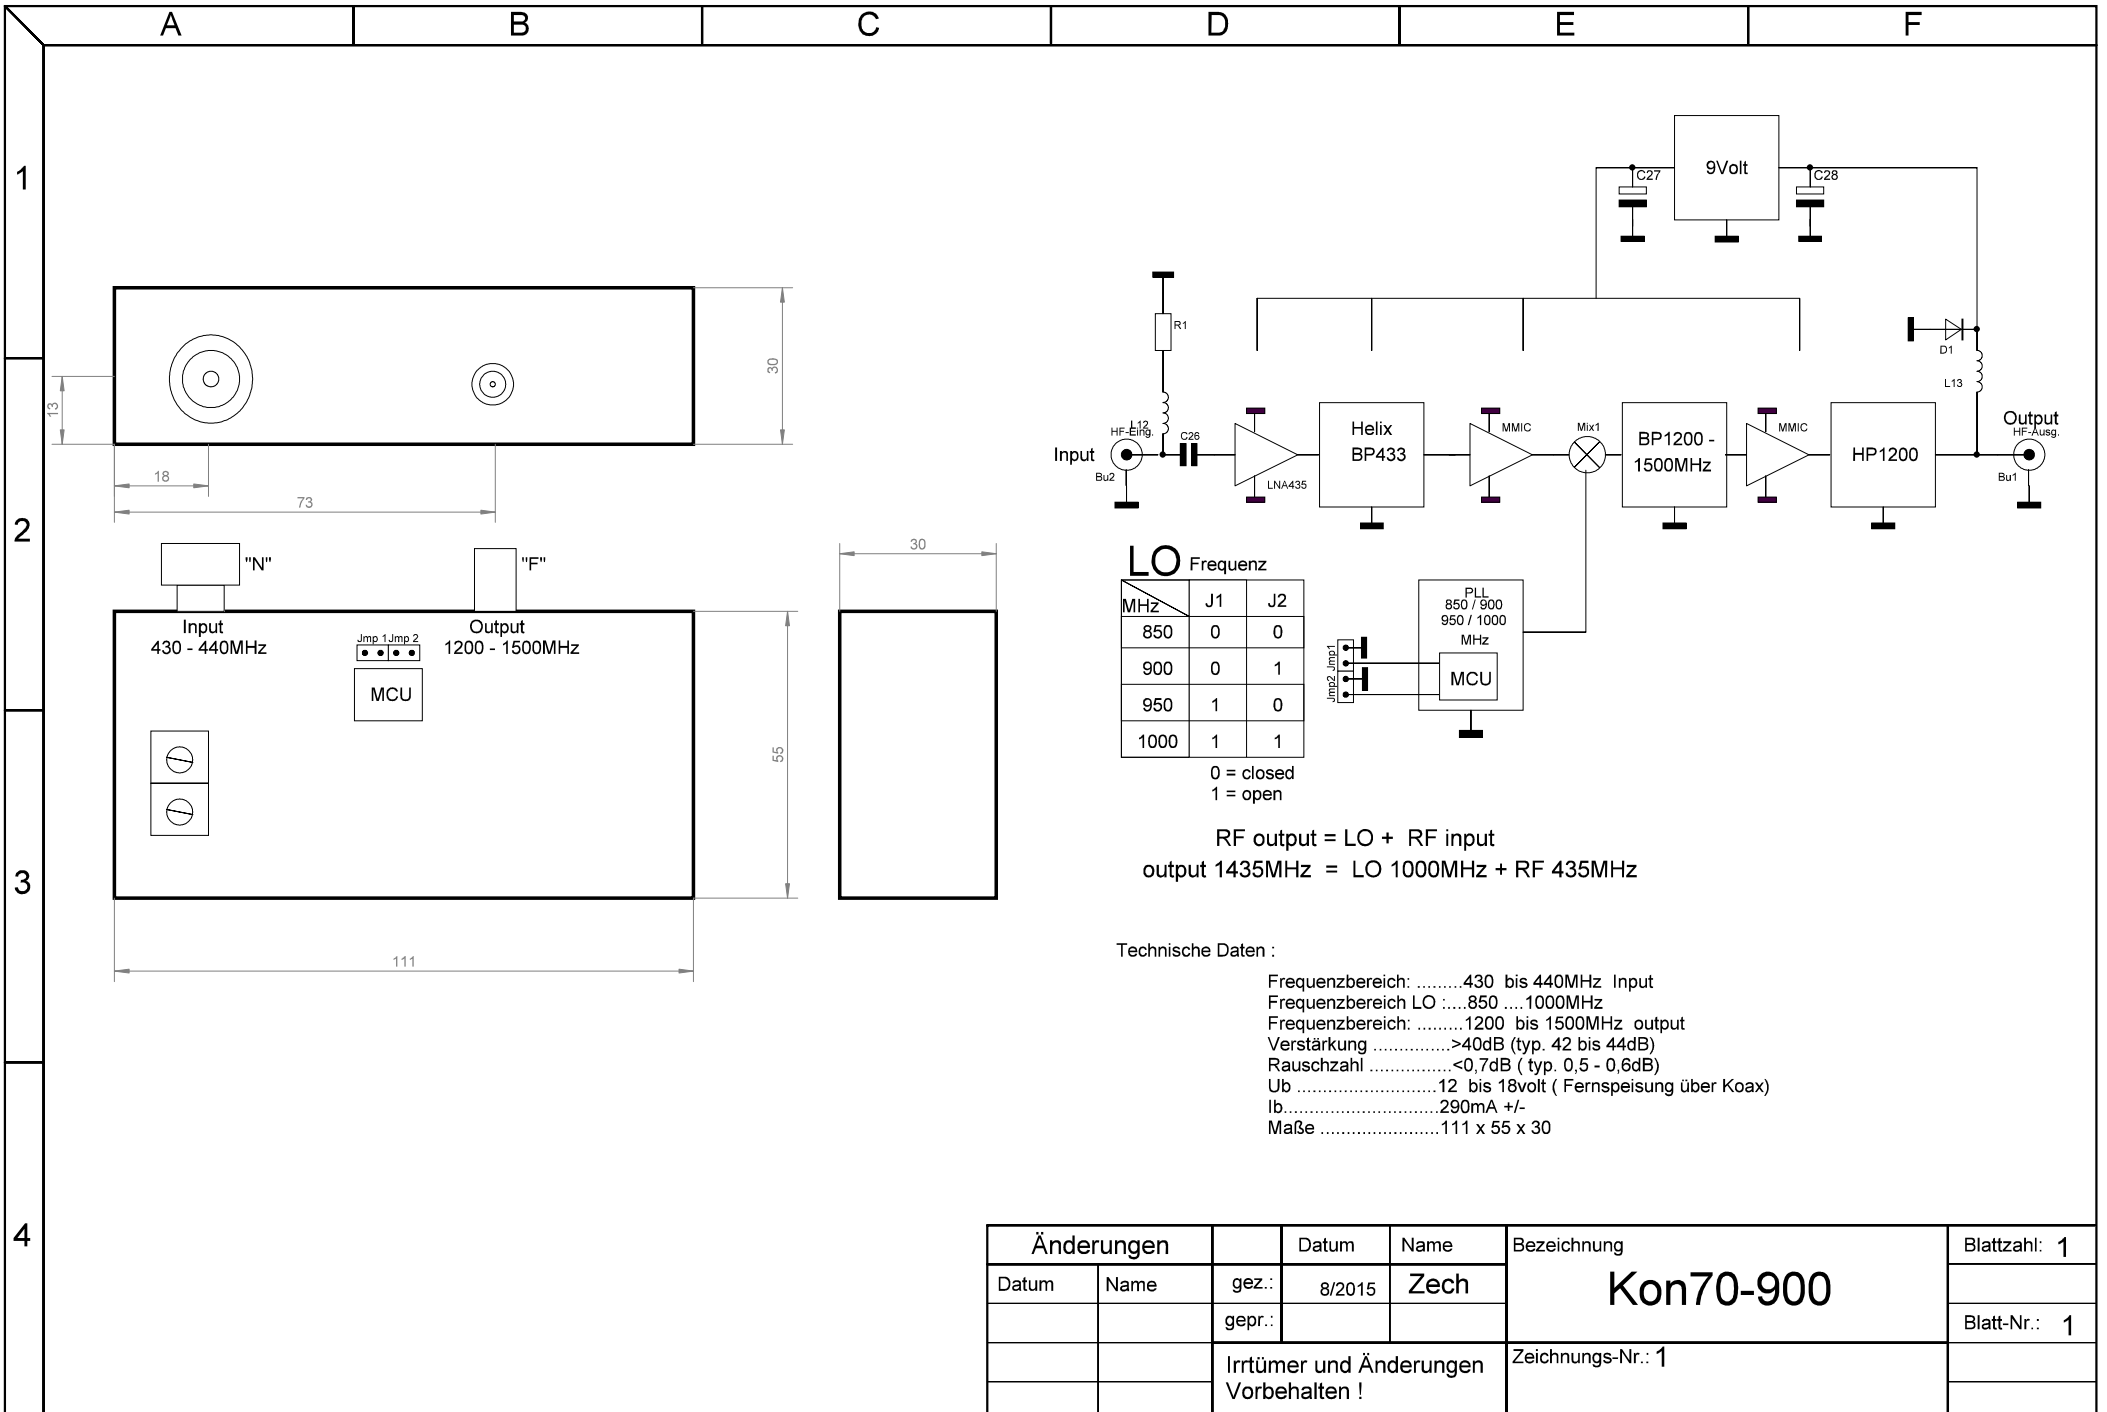 A B C D E F
1
2
3
4
30
13
18
73
"N"
"F"
30
Input
430 - 440MHz
Jmp 1 Jmp 2
Output
1200 - 1500MHz
MCU
55
111
9Volt
C27
C28
R1
D1
L13
L12
HF-Eing.
Input
Bu2
C26
LNA435
Helix
BP433
MMIC
Mix1
BP1200 -
1500MHz
MMIC
HP1200
Output
HF-Ausg.
Bu1
LO Frequenz
MHz J1 J2
850 0 0
900 0 1
950 1 0
1000 1 1
0 = closed
1 = open
PLL
850 / 900
950 / 1000
MHz
MCU
Jmp1
Jmp2
RF output = LO + RF input
output 1435MHz = LO 1000MHz + RF 435MHz
Technische Daten :
Frequenzbereich: .........430 bis 440MHz Input
Frequenzbereich LO :....850 ....1000MHz
Frequenzbereich: .........1200 bis 1500MHz output
Verstärkung ...............>40dB (typ. 42 bis 44dB)
Rauschzahl ................<0,7dB ( typ. 0,5 - 0,6dB)
Ub ...........................12 bis 18volt ( Fernspeisung über Koax)
Ib..............................290mA +/-
Maße .......................111 x 55 x 30
Änderungen Datum Name Bezeichnung Blattzahl: 1
Datum Name gez.: 8/2015 Zech Kon70-900
gepr.: Blatt-Nr.: 1
Irrtümer und Änderungen
Vorbehalten !
Zeichnungs-Nr.: 1